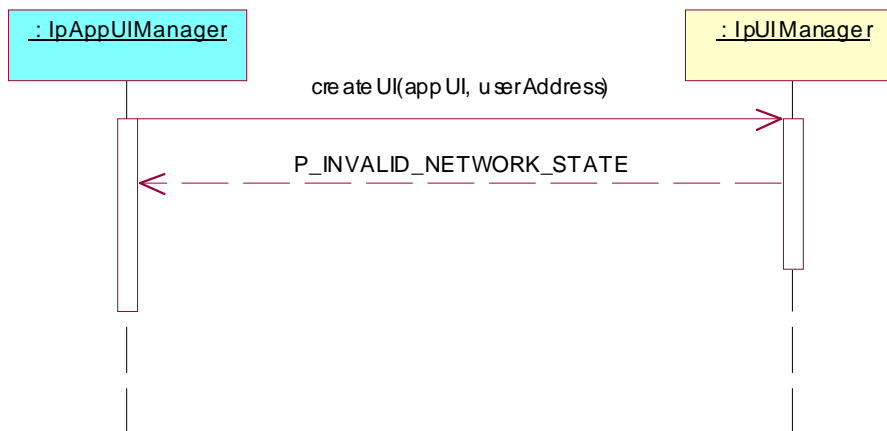 : IpAppUIManager
: IpUIManager
createUI(appUI, userAddress)
P_INVALID_NETWORK_STATE